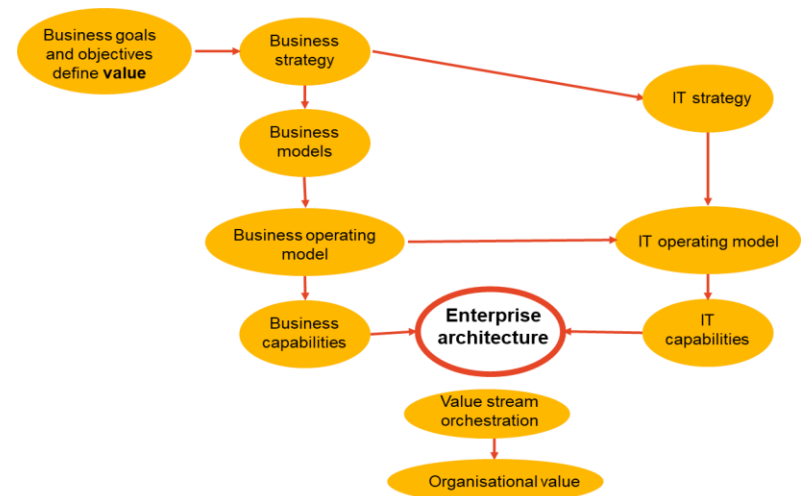 Business goals
and objectives
define value
Business
strategy
IT strategy
Business
models
Business operating
model
IT operating model
Business
capabilities
Enterprise
architecture
IT
capabilities
Value stream
orchestration
Organisational value